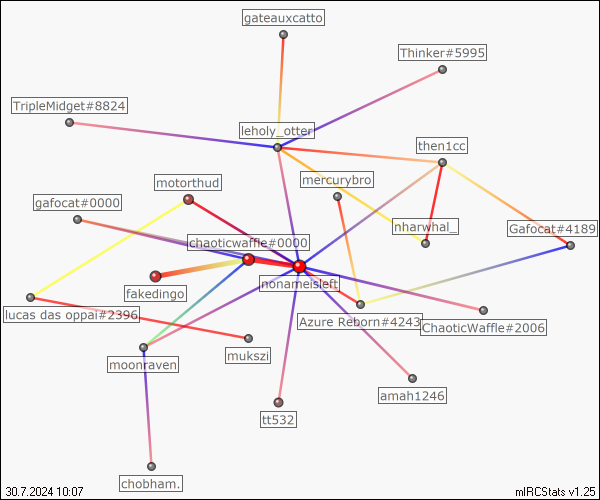 gateauxcatto
Thinker#5995
TripleMidget#8824
leholy_otter
then1cc
mercurybro
motorthud
gafocat#0000
nharwhal_
Gafocat#4189
chaoticwaffle#0000
nonameisleft
fakedingo
lucas das oppai#2396
Azure Reborn#4243
ChaoticWaffle#2006
mukszi
moonraven
amah1246
tt532
chobham.
30.7.2024 10:07
mIRCStats v1.25